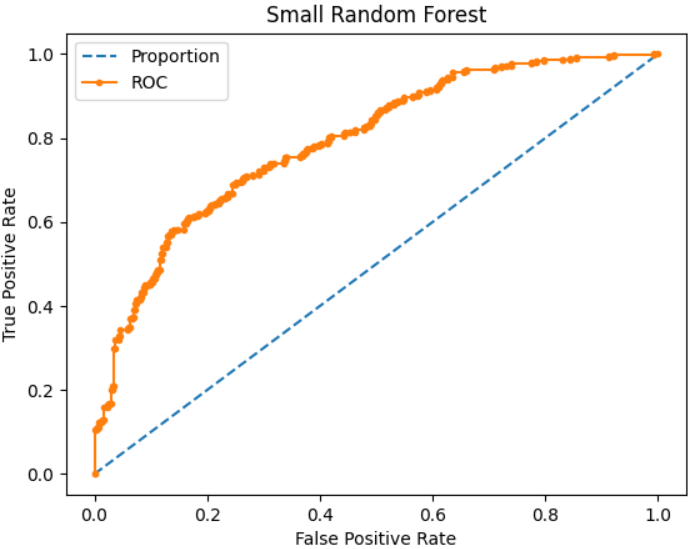 Small Random Forest
Proportion
ROC
True Positive Rate
1.0
0.8
0.6
0.4
0.2
0.0
0.0 0.2 0.4 0.6 0.8 1.0
False Positive Rate